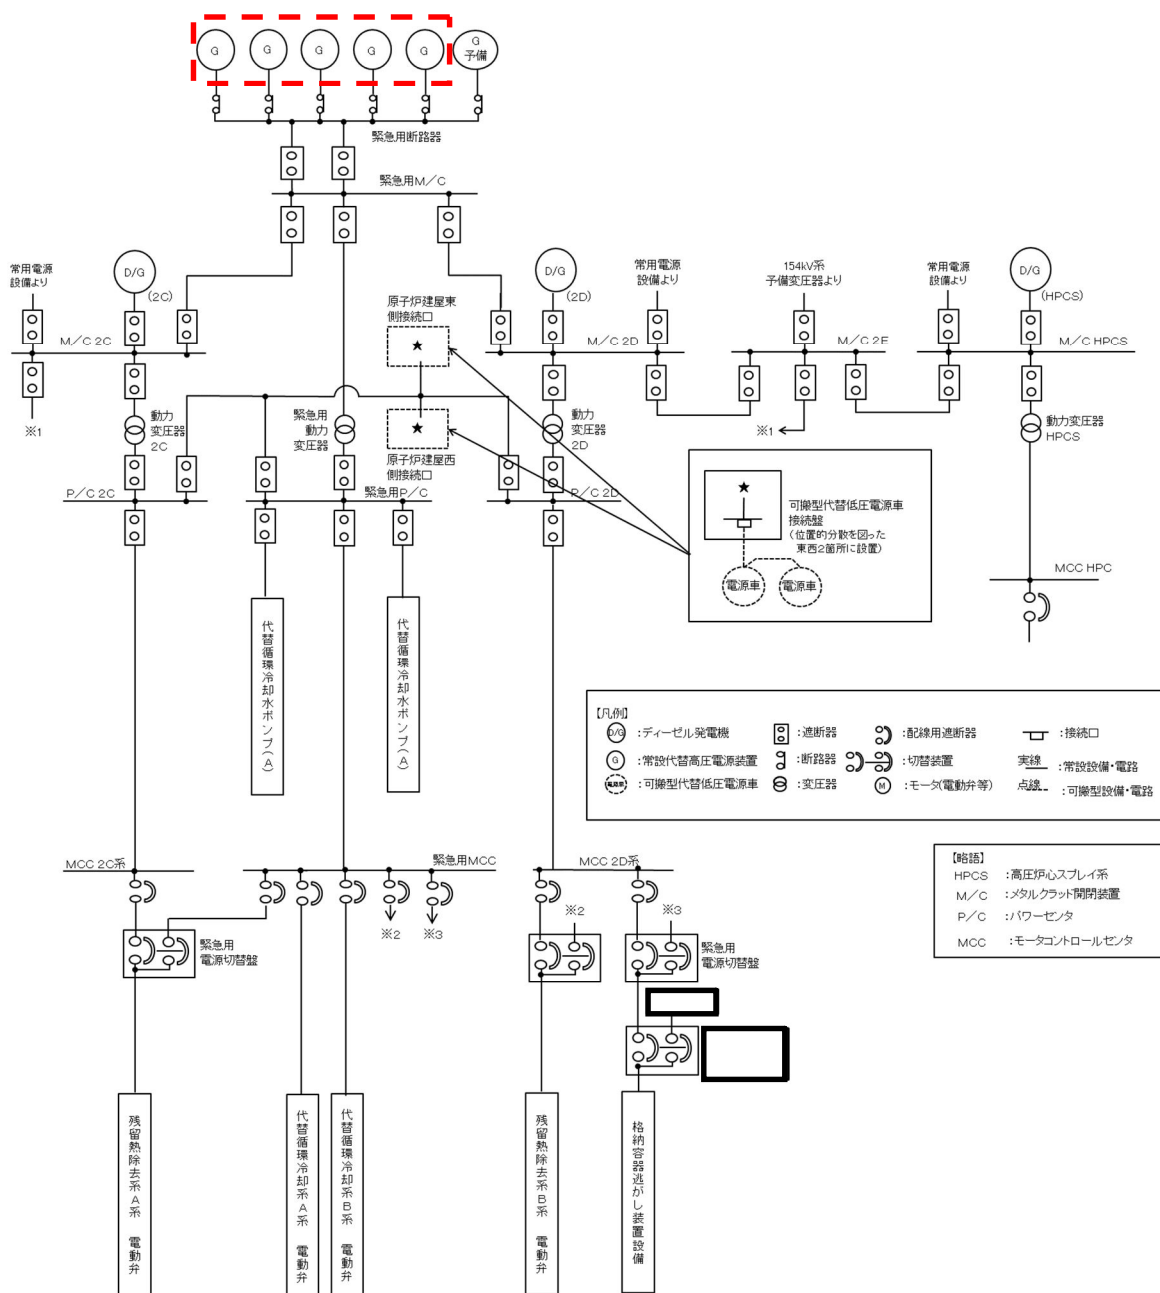 G
G
G
G
G
G
予備
緊急用断路器
緊急用M/C
常用電源
設備より
D/G
(2C)
M/C 2C
※1
原子炉建屋東
側接続口
★
★
原子炉建屋西
側接続口
D/G
(2D)
M/C 2D
常用電源
設備より
154kV系
予備変圧器より
M/C 2E
※1
常用電源
設備より
D/G
(HPCS)
M/C HPCS
動力
変圧器
2C
緊急用
動力
変圧器
動力
変圧器
2D
動力変圧器
HPCS
P/C 2C
緊急用P/C
P/C 2D
★
可搬型代替低圧電源車
接続盤
(位置的分散を図った
東西2箇所に設置)
電源車
電源車
MCC HPC
代替循環冷却水ポンプ(A)
代替循環冷却水ポンプ(A)
【凡例】
D/G :ディーゼル発電機
:遮断器
:配線用遮断器
:接続口
G :常設代替高圧電源装置
:断路器
:切替装置
実線 :常設設備・電路
電源車 :可搬型代替低圧電源車
:変圧器
M :モータ(電動弁等)
点線 :可搬型設備・電路
【略語】
HPCS :高圧炉心スプレイ系
M/C :メタルクラッド開閉装置
P/C :パワーセンタ
MCC :モータコントロールセンタ
MCC 2C系
緊急用MCC
MCC 2D系
※2
※3
※2
※3
緊急用
電源切替盤
緊急用
電源切替盤
残留熱除去系A系 電動弁
代替循環冷却系A系 電動弁
代替循環冷却系B系 電動弁
残留熱除去系B系 電動弁
格納容器逃がし装置設備